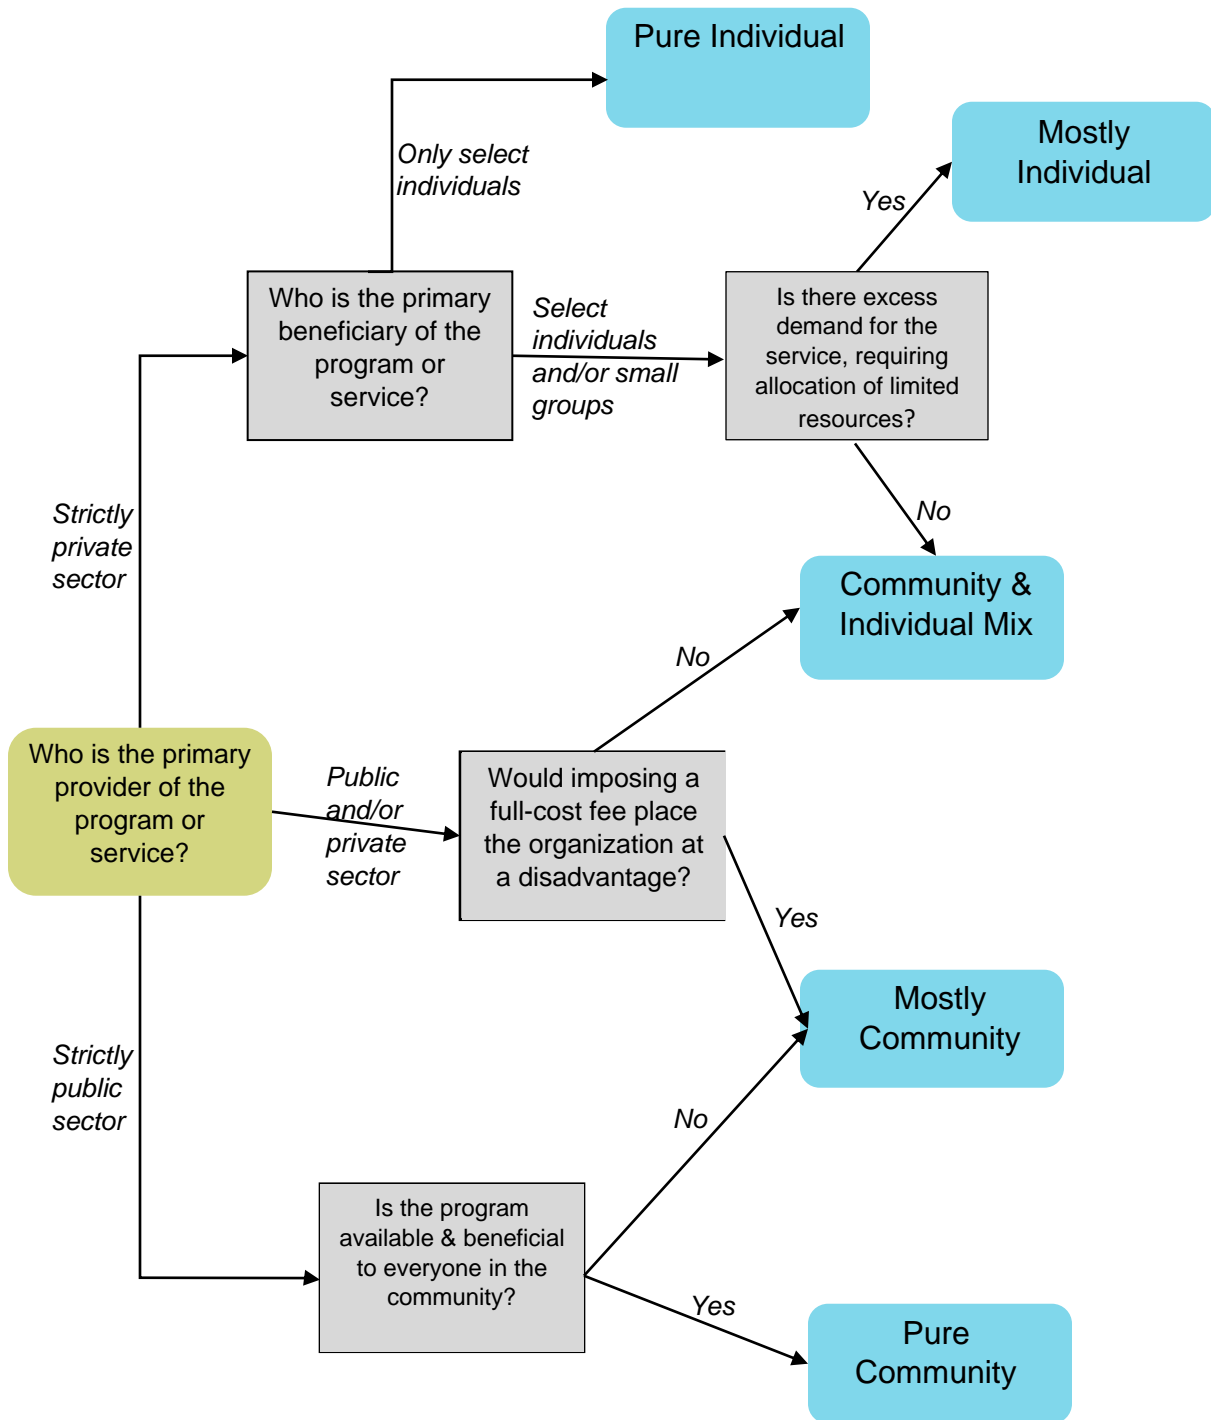 Pure Individual
Mostly
Individual
Only select
individuals
Yes
Who is the primary
beneficiary of the
program or
service?
Select
individuals
and/or small
groups
Is there excess
demand for the
service, requiring
allocation of limited
resources?
Strictly
private
sector
No
Community &
Individual Mix
No
Who is the primary
provider of the
program or
service?
Public
and/or
private
sector
Would imposing a
full-cost fee place
the organization at
a disadvantage?
Yes
Mostly
Community
Strictly
public
sector
No
Is the program
available & beneficial
to everyone in the
community?
Yes
Pure
Community